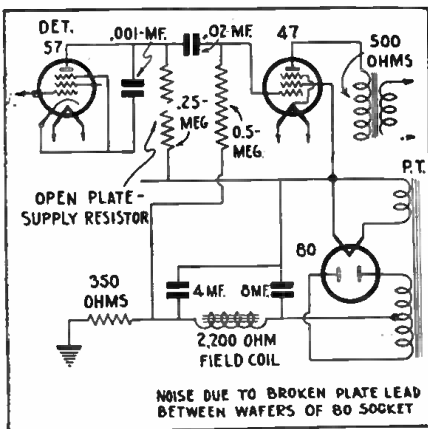 DET.
57
.001-MF.
.02-MF.
47
500
OHMS
.25-
MEG.
0.5-
MEG.
OPEN PLATE-
SUPPLY RESISTOR
P.T.
80
350
OHMS
4 MF.
8MF.
2,200 OHM
FIELD COIL
NOISE DUE TO BROKEN PLATE LEAD
BETWEEN WAFERS OF 80 SOCKET